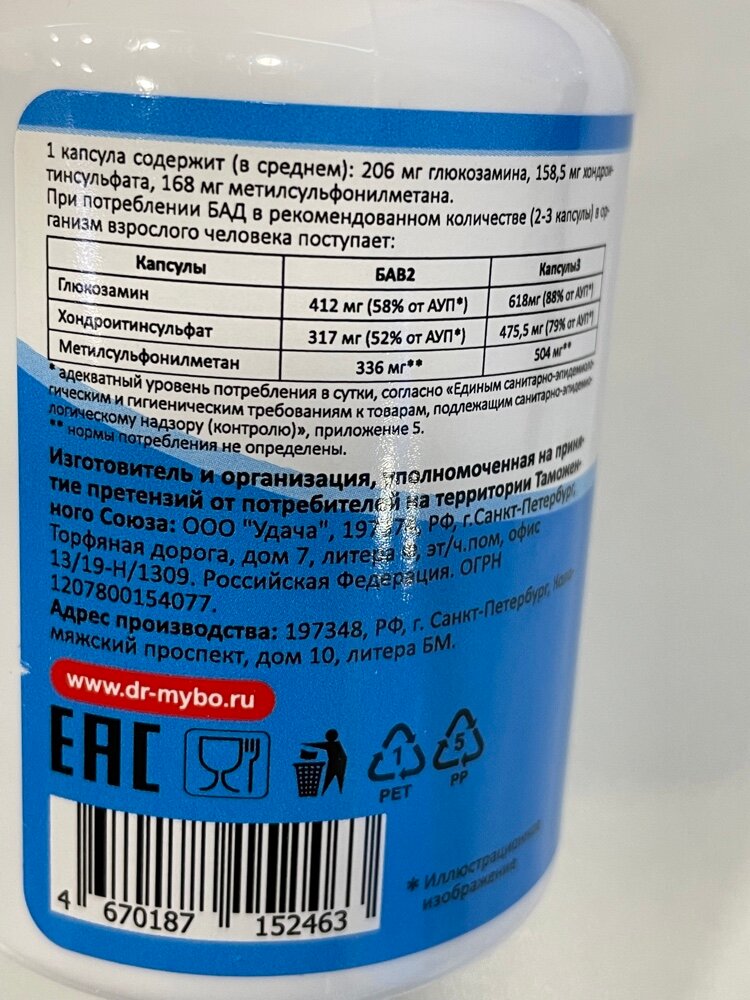 1 капсула содержит (в среднем): 206 мг глюкозамина, 158,5 мг хондрои-
тинсульфата, 168 мг метилсульфонилметана.
При потреблении БАД в рекомендованном количестве (2-3 капсулы) в ор-
ганизм взрослого человека поступает:
Капсулы БАВ2 Капсулы3
Глюкозамин 412 мг (58% от АУП*) 618мг (88% от АУП*)
Хондроитинсульфат 317 мг (52% от АУП*) 475,5 мг (79% от АУП*)
Метилсульфонилметан 336 мг** 504 мг**
* адекватный уровень потребления в сутки, согласно «Единым санитарно-эпидемиоло-
гическим и гигиеническим требованиям к товарам, подлежащим санитарно-эпидемио-
логическому надзору (контролю)», приложение 5.
** нормы потребления не определены.
Изготовитель и организация, уполномоченная на приня-
тие претензий от потребителей на территории Таможен-
ного Союза: ООО "Удача", РФ, г.Санкт-Петербург,
Торфяная дорога, дом 7, литера эт/ч.пом, офис
13/19-Н/1309. Российская Федерация. ОГРН
1207800154077.
Адрес производства: 197348, РФ, г. Санкт-Петербург, Коло-
мяжский проспект, дом 10, литера БМ.
www.dr-mybo.ru
EAC
1 5
PET PP
4 670187 152463
* Иллюстрационное
изображение